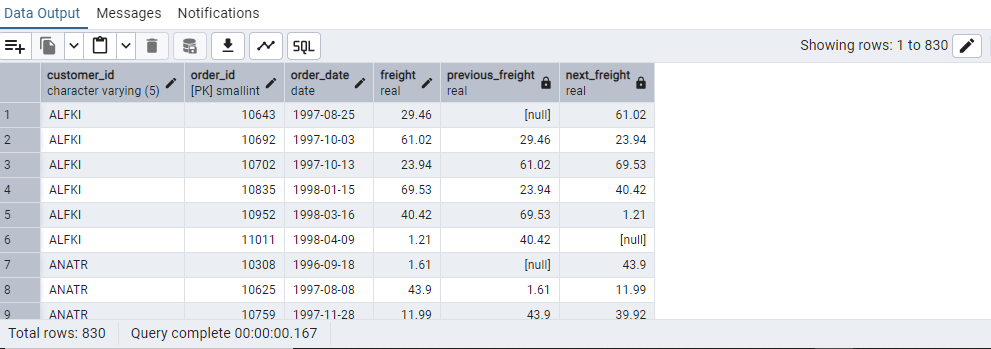 Data Output Messages Notifications
SQL Showing rows: 1 to 830
customer_id order_id order_date freight previous_freight next_freight
character varying (5) [PK] smallint date real real real
1 ALFKI 10643 1997-08-25 29.46 [null] 61.02
2 ALFKI 10692 1997-10-03 61.02 29.46 23.94
3 ALFKI 10702 1997-10-13 23.94 61.02 69.53
4 ALFKI 10835 1998-01-15 69.53 23.94 40.42
5 ALFKI 10952 1998-03-16 40.42 69.53 1.21
6 ALFKI 11011 1998-04-09 1.21 40.42 [null]
7 ANATR 10308 1996-09-18 1.61 [null] 43.9
8 ANATR 10625 1997-08-08 43.9 1.61 11.99
9 ANATR 10759 1997-11-28 11.99 43.9 39.92
Total rows: 830 Query complete 00:00:00.167